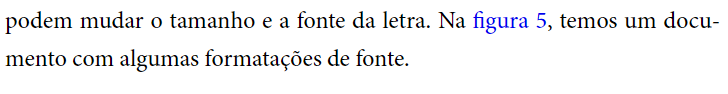 podem mudar o tamanho e a fonte da letra. Na figura 5, temos um docu-
mento com algumas formatações de fonte.